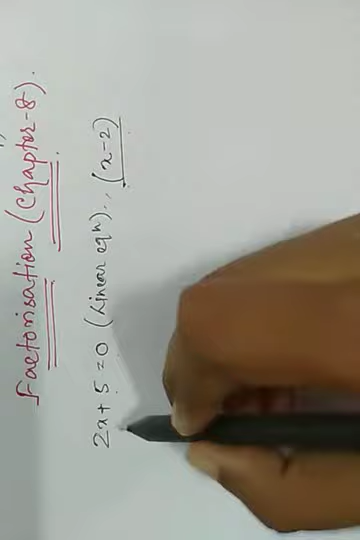 Factorisation (Chapter-8).
2x+5=0 (Linear eqn)., (x-2)